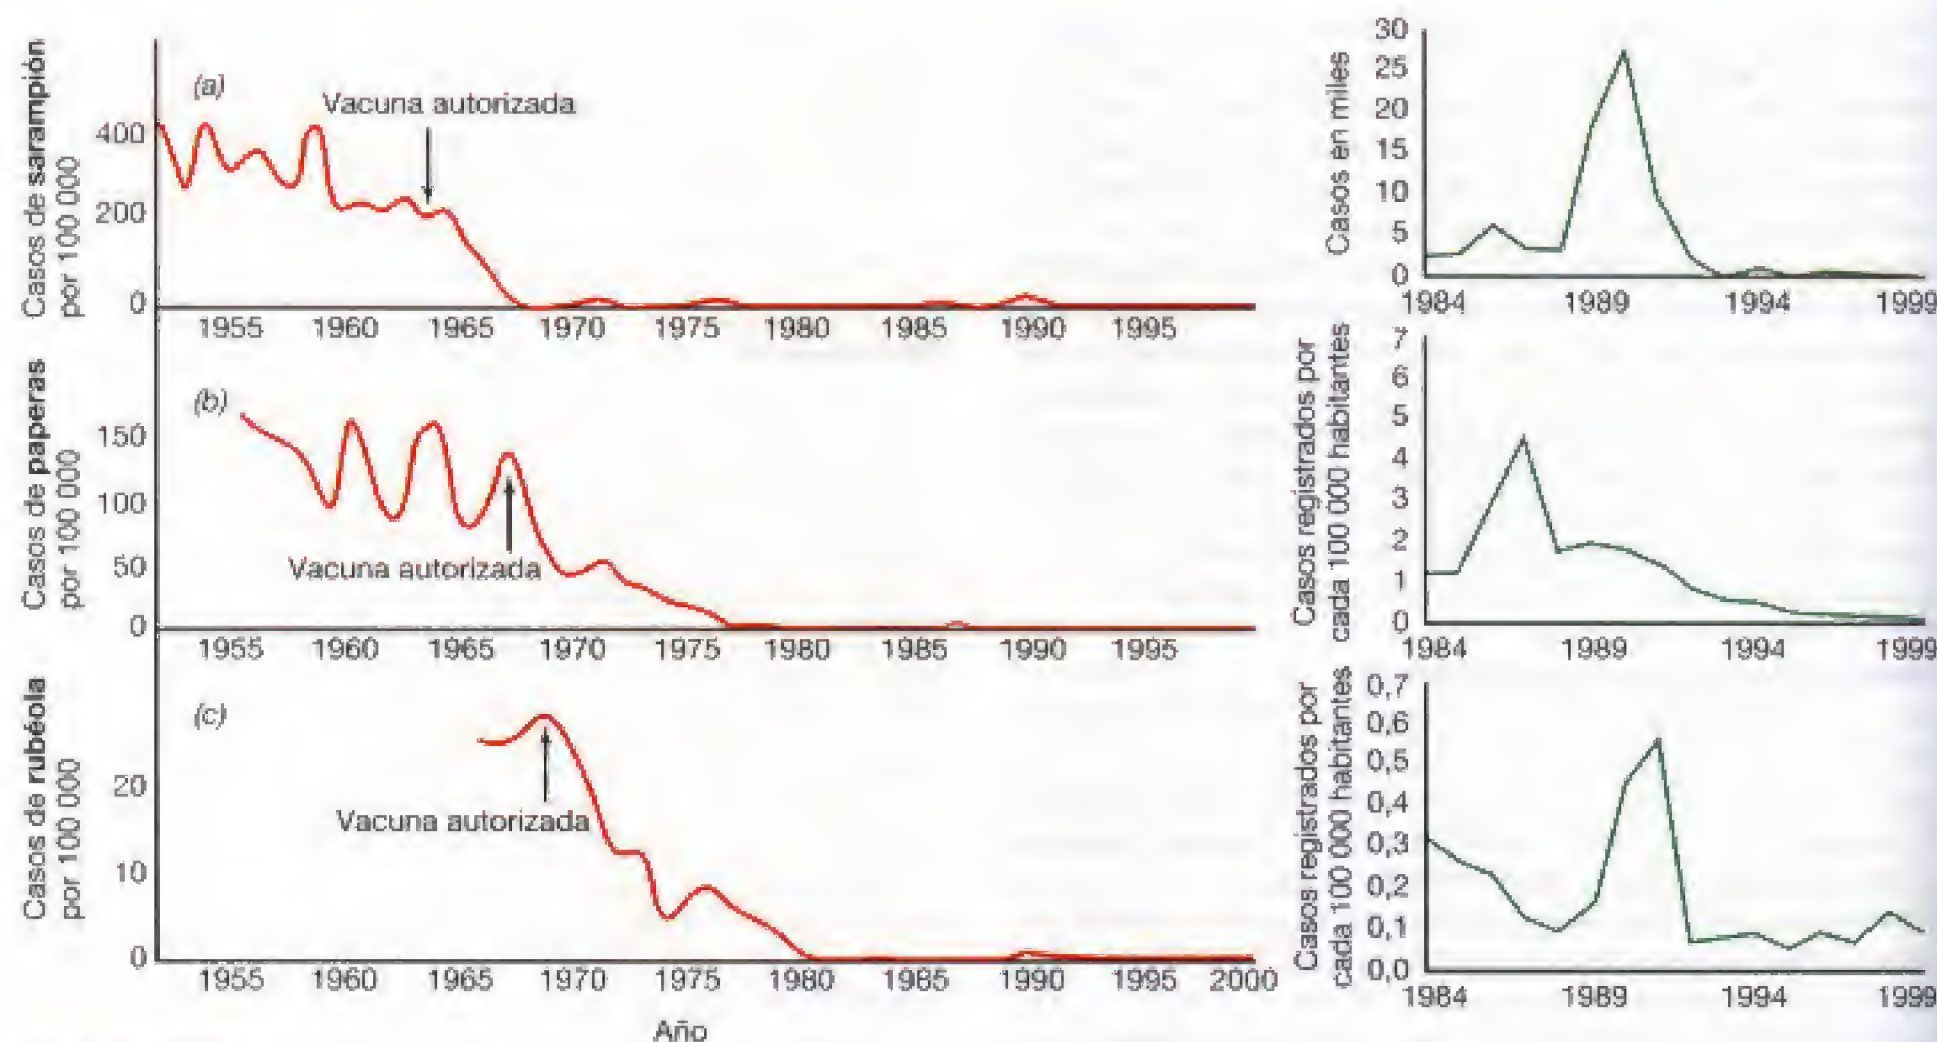 Casos de sarampión
por 100 000
(a)
Vacuna autorizada
400
200
0
1955 1960 1965 1970 1975 1980 1985 1990 1995
Casos en miles
30
25
20
15
10
5
0
1984 1989 1994 1999
Casos de paperas
por 100 000
(b)
150
100
50
0
Vacuna autorizada
1955 1960 1965 1970 1975 1980 1985 1990 1995
Casos registrados por
cada 100 000 habitantes
7
6
5
4
3
2
1
0
1984 1989 1994 1999
Casos de rubéola
por 100 000
(c)
20
10
0
Vacuna autorizada
1955 1960 1965 1970 1975 1980 1985 1990 1995 2000
Año
Casos registrados por
cada 100 000 habitantes
0,7
0,6
0,5
0,4
0,3
0,2
0,1
0,0
1984 1989 1994 1999